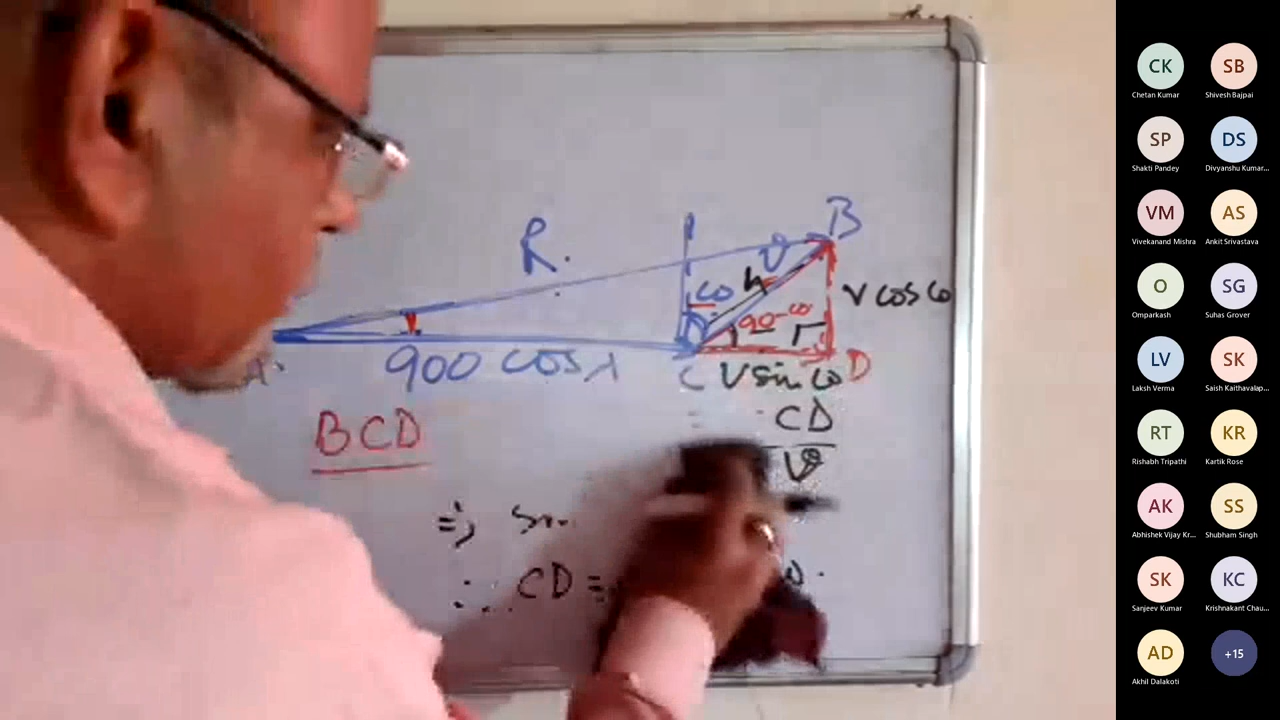 R.
B
V
h
ω
90-ω
V cos ω
900 cos λ
C
V sin ω
D
BCD
CD
V
=>
∴ CD =
CK
Chetan Kumar
SB
Shivesh Bajpai
SP
Shakti Pandey
DS
Divyanshu Kumar...
VM
Vivekanand Mishra
AS
Ankit Srivastava
O
Omparkash
SG
Suhas Grover
LV
Laksh Verma
SK
Saish Kaithavalap...
RT
Rishabh Tripathi
KR
Kartik Rose
AK
Abhishek Vijay Kr...
SS
Shubham Singh
SK
Sanjeev Kumar
KC
Krishnakant Chau...
AD
Akhil Dalakoti
+15